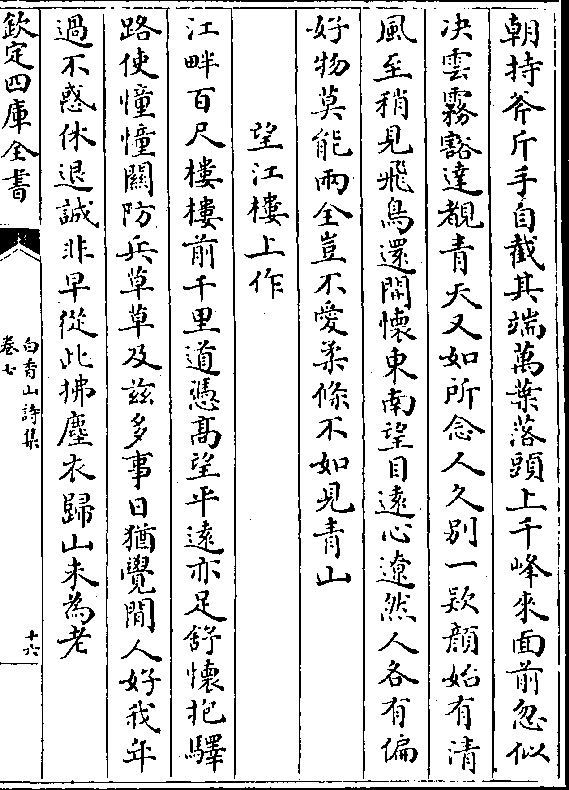 朝持斧斤手自截其端萬葉落頭上千峰來面前忽似
決雲霧豁達覩青天又如所念人久別一欵顔始有清
風至稍見飛鳥還開懷東南望目遠心遼然人各有偏
好物莫能兩全豈不愛柔條不如見青山
望江樓上作
江畔百尺樓樓前千里道憑髙望平遠亦足舒懷抱驛
路使憧憧關防兵草草及兹多事日猶覺閒人好我年
過不惑休退誠非早從此拂塵衣歸山未為老
欽定四庫全書
白香山詩集
卷七
十六